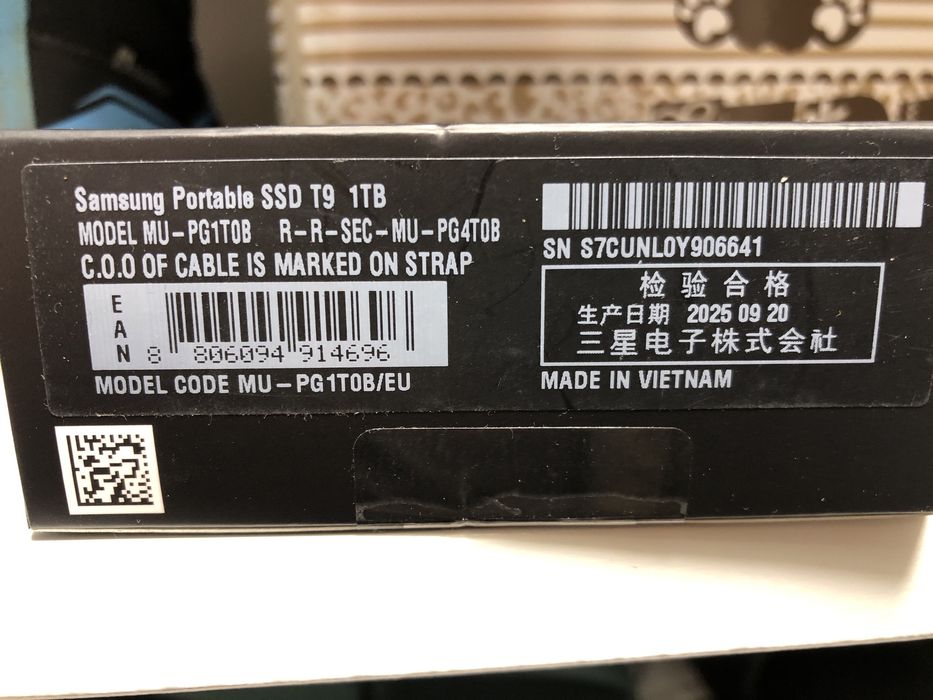 Samsung Portable SSD T9 1TB
MODEL MU-PG1T0B R-R-SEC-MU-PG4T0B
C.O.O OF CABLE IS MARKED ON STRAP
EAN
8 806094 914696
MODEL CODE MU-PG1T0B/EU
SN S7CUNL0Y906641
检验合格
生产日期 2025 09 20
三星电子株式会社
MADE IN VIETNAM